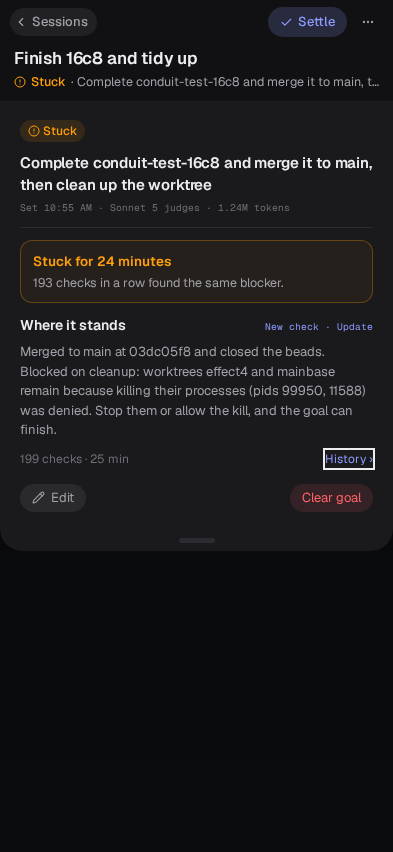 Sessions
Settle
Finish 16c8 and tidy up
Stuck · Complete conduit-test-16c8 and merge it to main, t…
Stuck
Complete conduit-test-16c8 and merge it to main,
then clean up the worktree
Set 10:55 AM · Sonnet 5 judges · 1.24M tokens
Stuck for 24 minutes
193 checks in a row found the same blocker.
Where it stands
New check · Update
Merged to main at 03dc05f8 and closed the beads.
Blocked on cleanup: worktrees effect4 and mainbase
remain because killing their processes (pids 99950, 11588)
was denied. Stop them or allow the kill, and the goal can
finish.
199 checks · 25 min
History ›
Edit
Clear goal